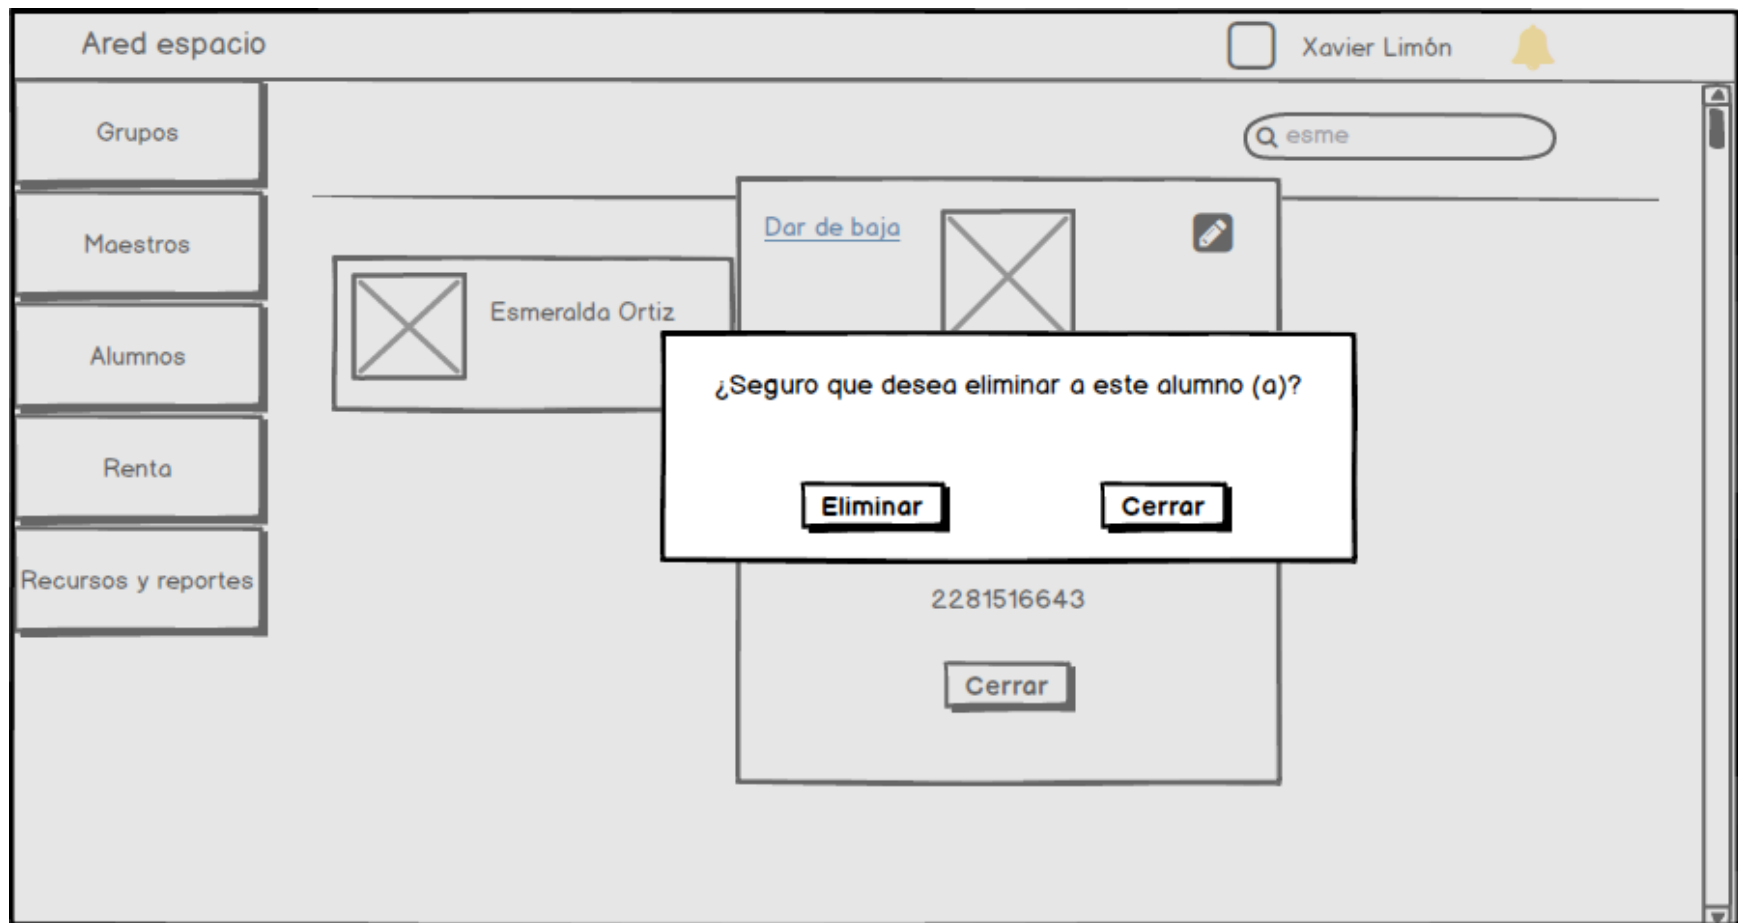 Ared espacio
Xavier Limón
Grupos
esme
Maestros
Dar de baja
Esmeralda Ortiz
Alumnos
¿Seguro que desea eliminar a este alumno (a)?
Renta
Eliminar
Cerrar
Recursos y reportes
2281516643
Cerrar